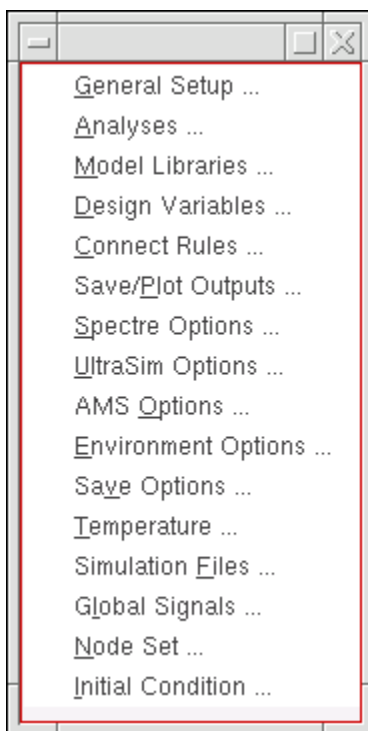 General Setup ...
Analyses ...
Model Libraries ...
Design Variables ...
Connect Rules ...
Save/Plot Outputs ...
Spectre Options ...
UltraSim Options ...
AMS Options ...
Environment Options ...
Save Options ...
Temperature ...
Simulation Files ...
Global Signals ...
Node Set ...
Initial Condition ...